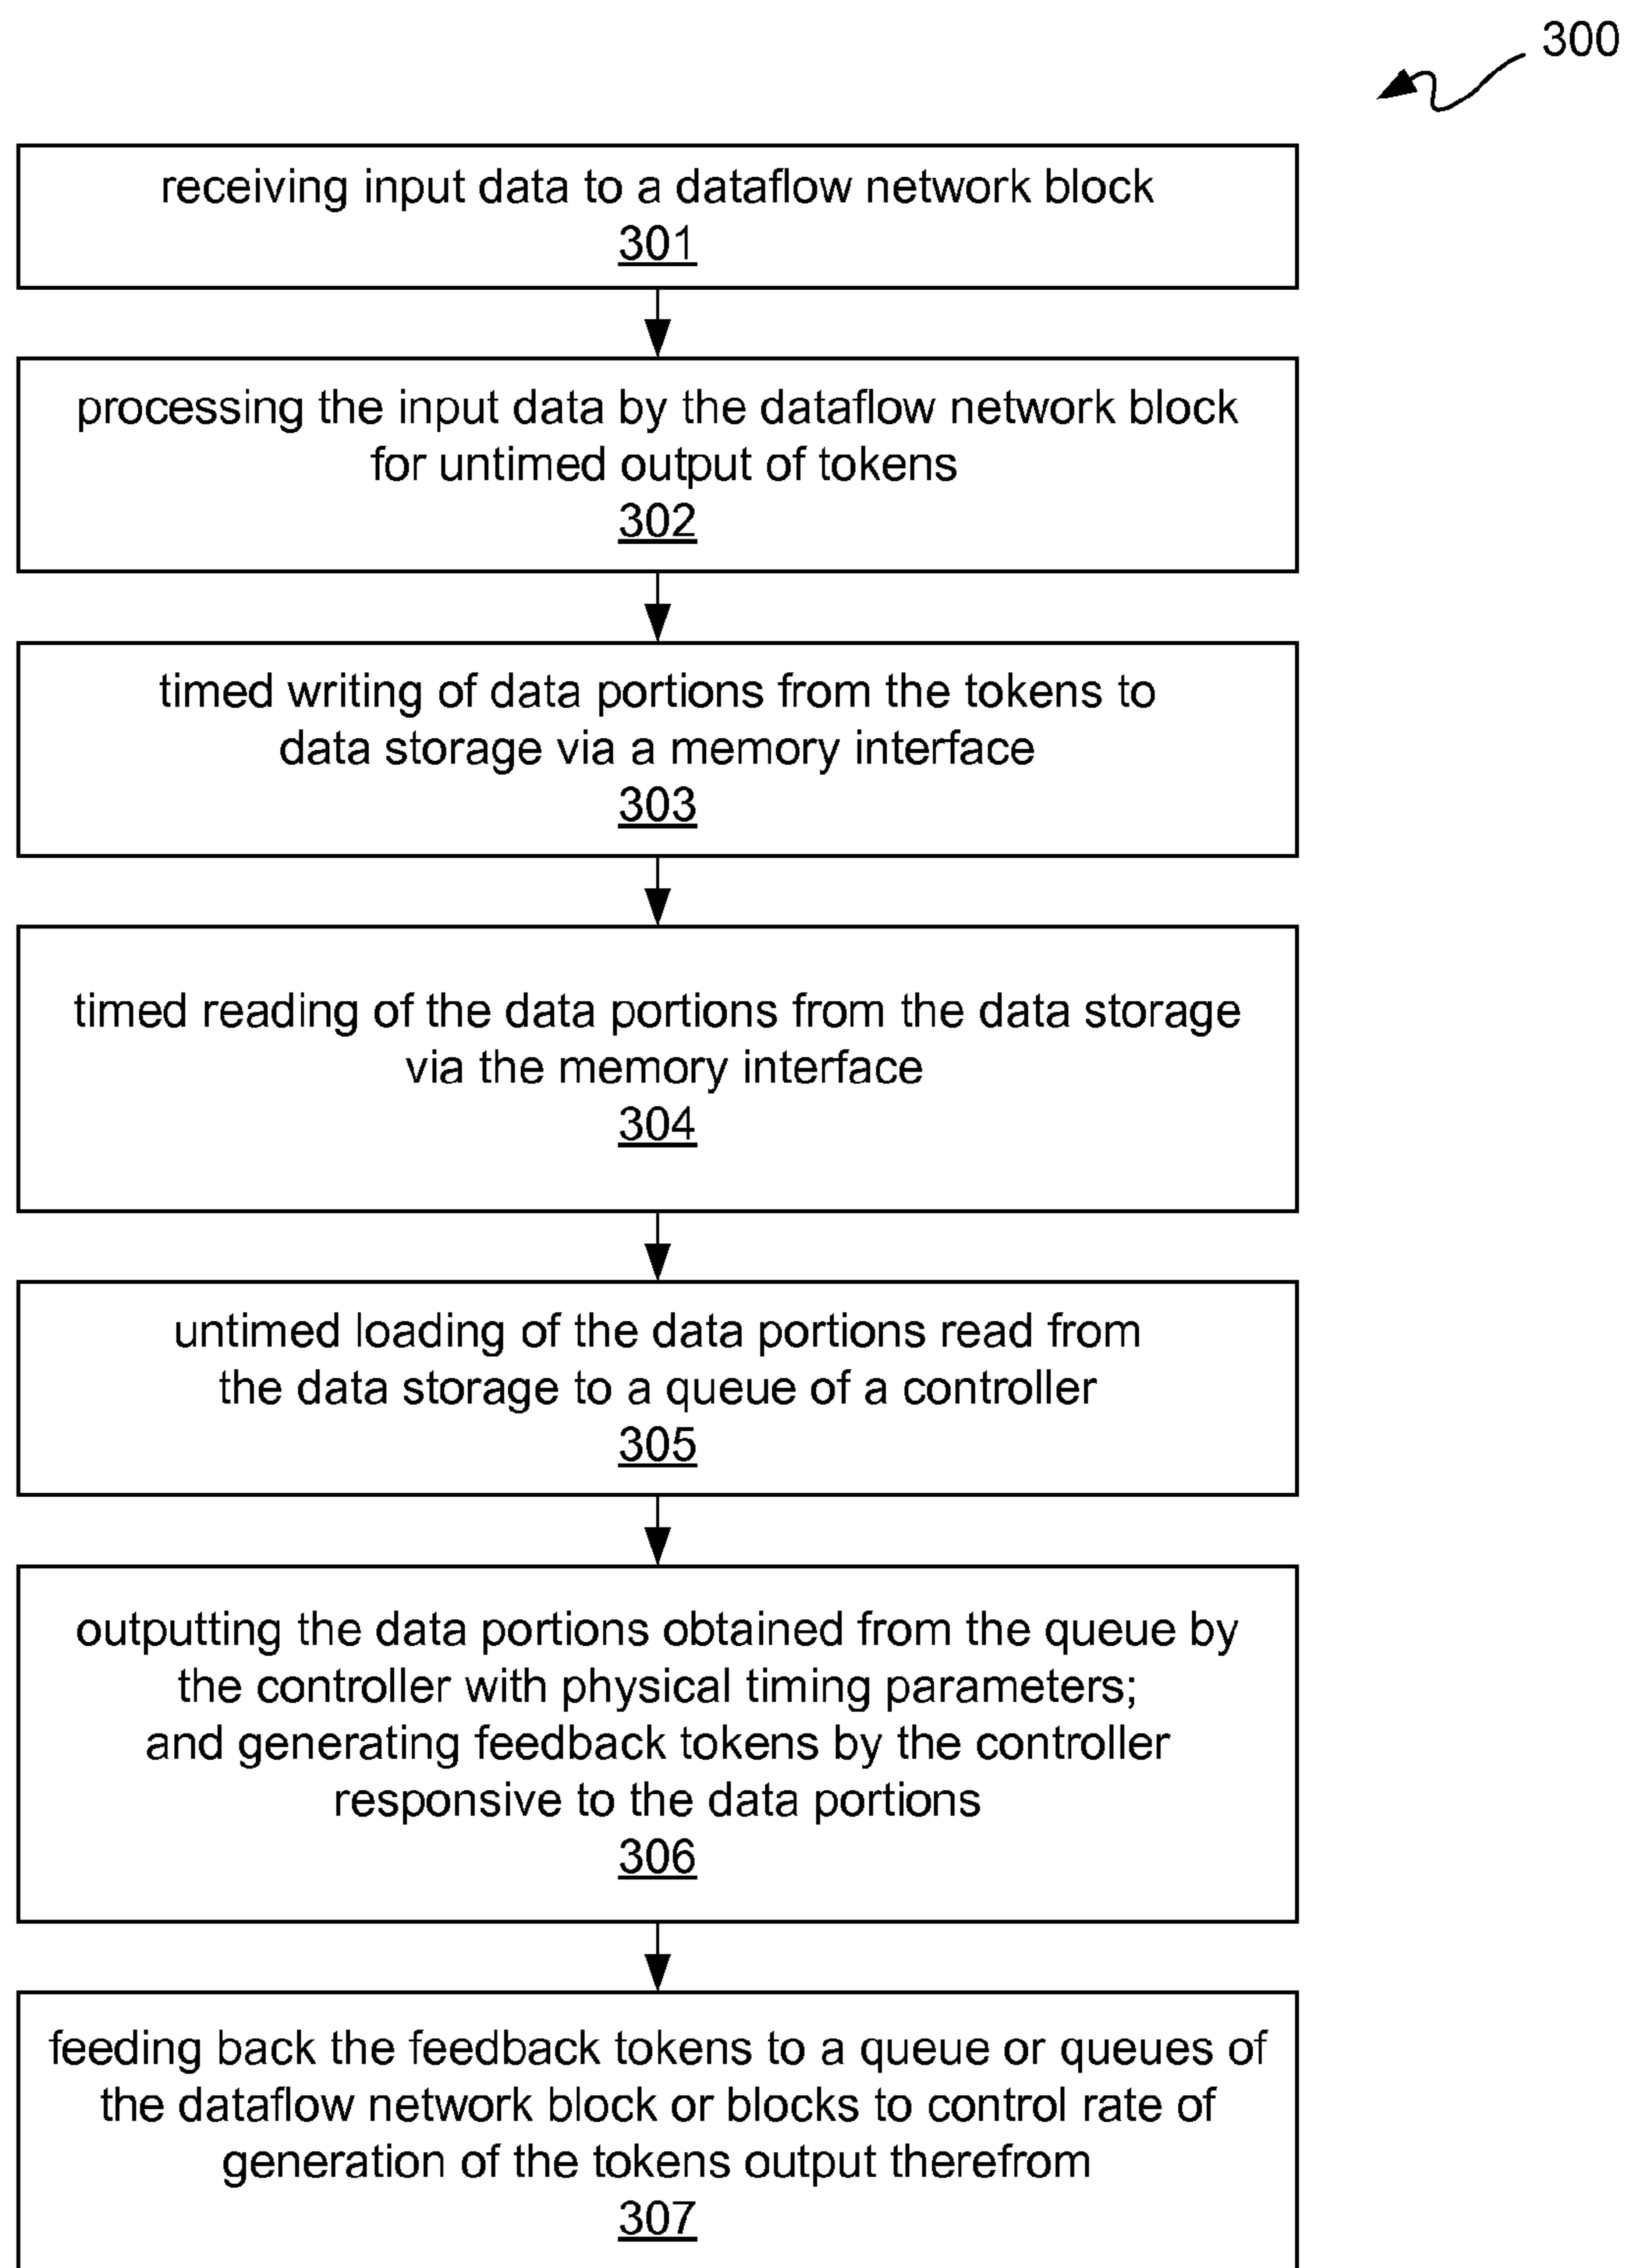 300
receiving input data to a dataflow network block
301
processing the input data by the dataflow network block
for untimed output of tokens
302
timed writing of data portions from the tokens to
data storage via a memory interface
303
timed reading of the data portions from the data storage
via the memory interface
304
untimed loading of the data portions read from
the data storage to a queue of a controller
305
outputting the data portions obtained from the queue by
the controller with physical timing parameters;
and generating feedback tokens by the controller
responsive to the data portions
306
feeding back the feedback tokens to a queue or queues of
the dataflow network block or blocks to control rate of
generation of the tokens output therefrom
307